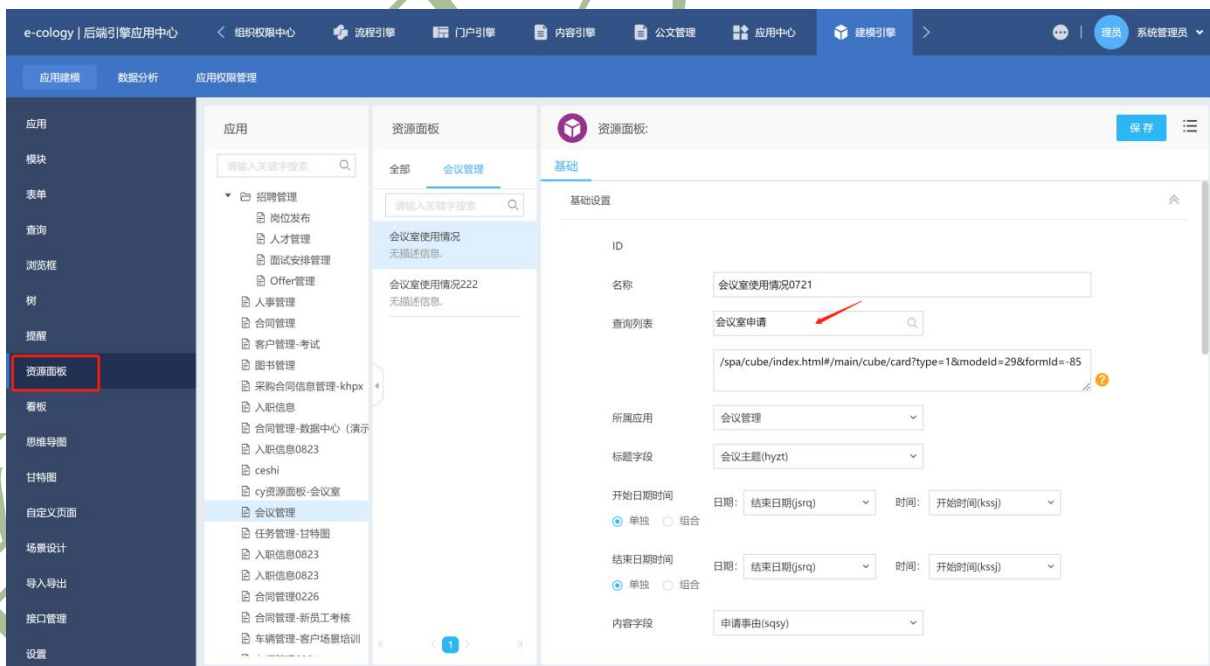 e-cology | 后端引擎应用中心
组织权限中心
流程引擎
门户引擎
内容引擎
公文管理
应用中心
建模引擎
理员
系统管理员
应用建模
数据分析
应用权限管理
应用
模块
表单
查询
浏览框
树
提醒
资源面板
看板
思维导图
甘特图
自定义页面
场景设计
导入导出
接口管理
设置
应用
请输入关键字搜索
招聘管理
岗位发布
人才管理
面试安排管理
Offer管理
人事管理
合同管理
客户管理-考试
图书管理
采购合同信息管理-khpx
入职信息
合同管理-数据中心（演示
入职信息0823
ceshi
cy资源面板-会议室
会议管理
任务管理-甘特图
入职信息0823
入职信息0823
合同管理0226
合同管理-新员工考核
车辆管理-客户场景培训
资源面板
全部
会议管理
请输入关键字搜索
会议室使用情况
无描述信息.
会议室使用情况222
无描述信息.
1
资源面板:
保存
基础
基础设置
ID
名称 会议室使用情况0721
查询列表 会议室申请
/spa/cube/index.html#/main/cube/card?type=1&modeId=29&formId=-85
所属应用 会议管理
标题字段 会议主题(hyzt)
开始日期时间 日期: 结束日期(jsrq) 时间: 开始时间(kssj)
单独 组合
结束日期时间 日期: 结束日期(jsrq) 时间: 开始时间(kssj)
单独 组合
内容字段 申请事由(sqsy)